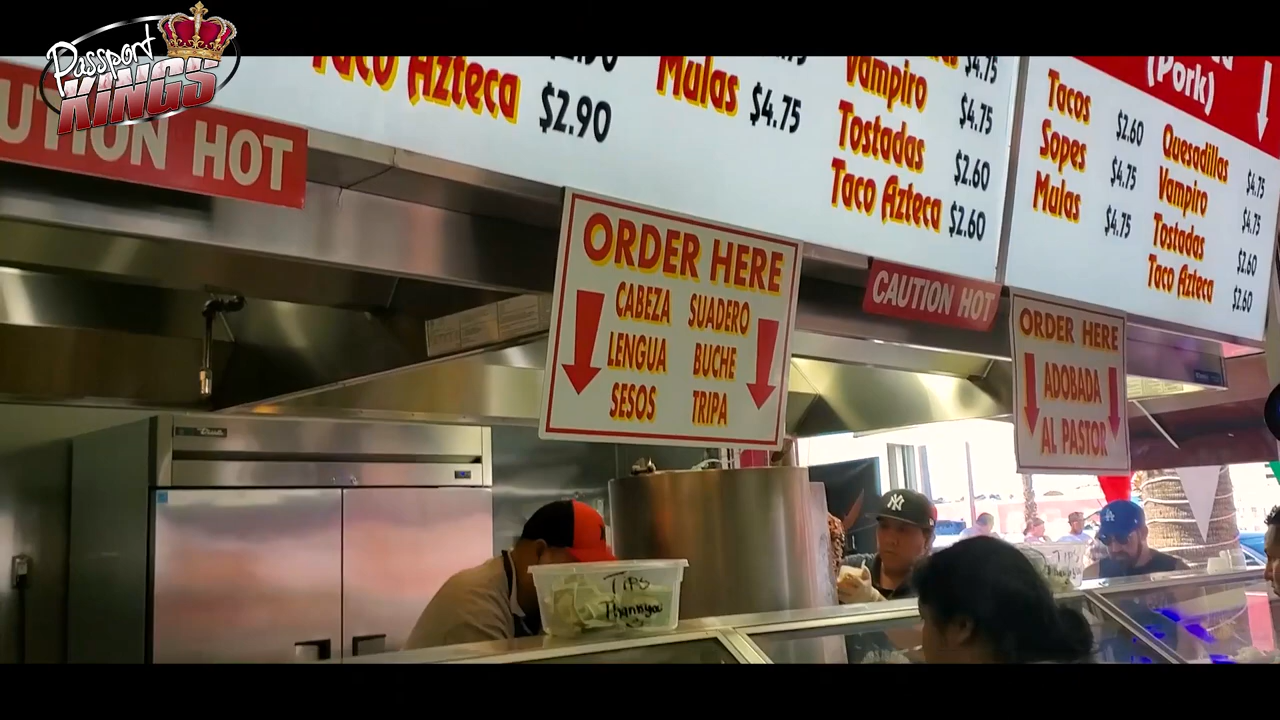 Passport
KINGS
UTION HOT
Taco Azteca $2.90
Mulas $4.75
$4.75
Vampiro $4.75
Tostadas $2.60
Taco Azteca $2.60
(Pork)
Tacos $2.60
Sopes $4.75
Mulas $4.75
Quesadillas $4.75
Vampiro $4.75
Tostadas $2.60
Taco Azteca $2.60
ORDER HERE
CABEZA SUADERO
LENGUA BUCHE
SESOS TRIPA
CAUTION HOT
ORDER HERE
ADOBADA
AL PASTOR
TIPS
Thank you